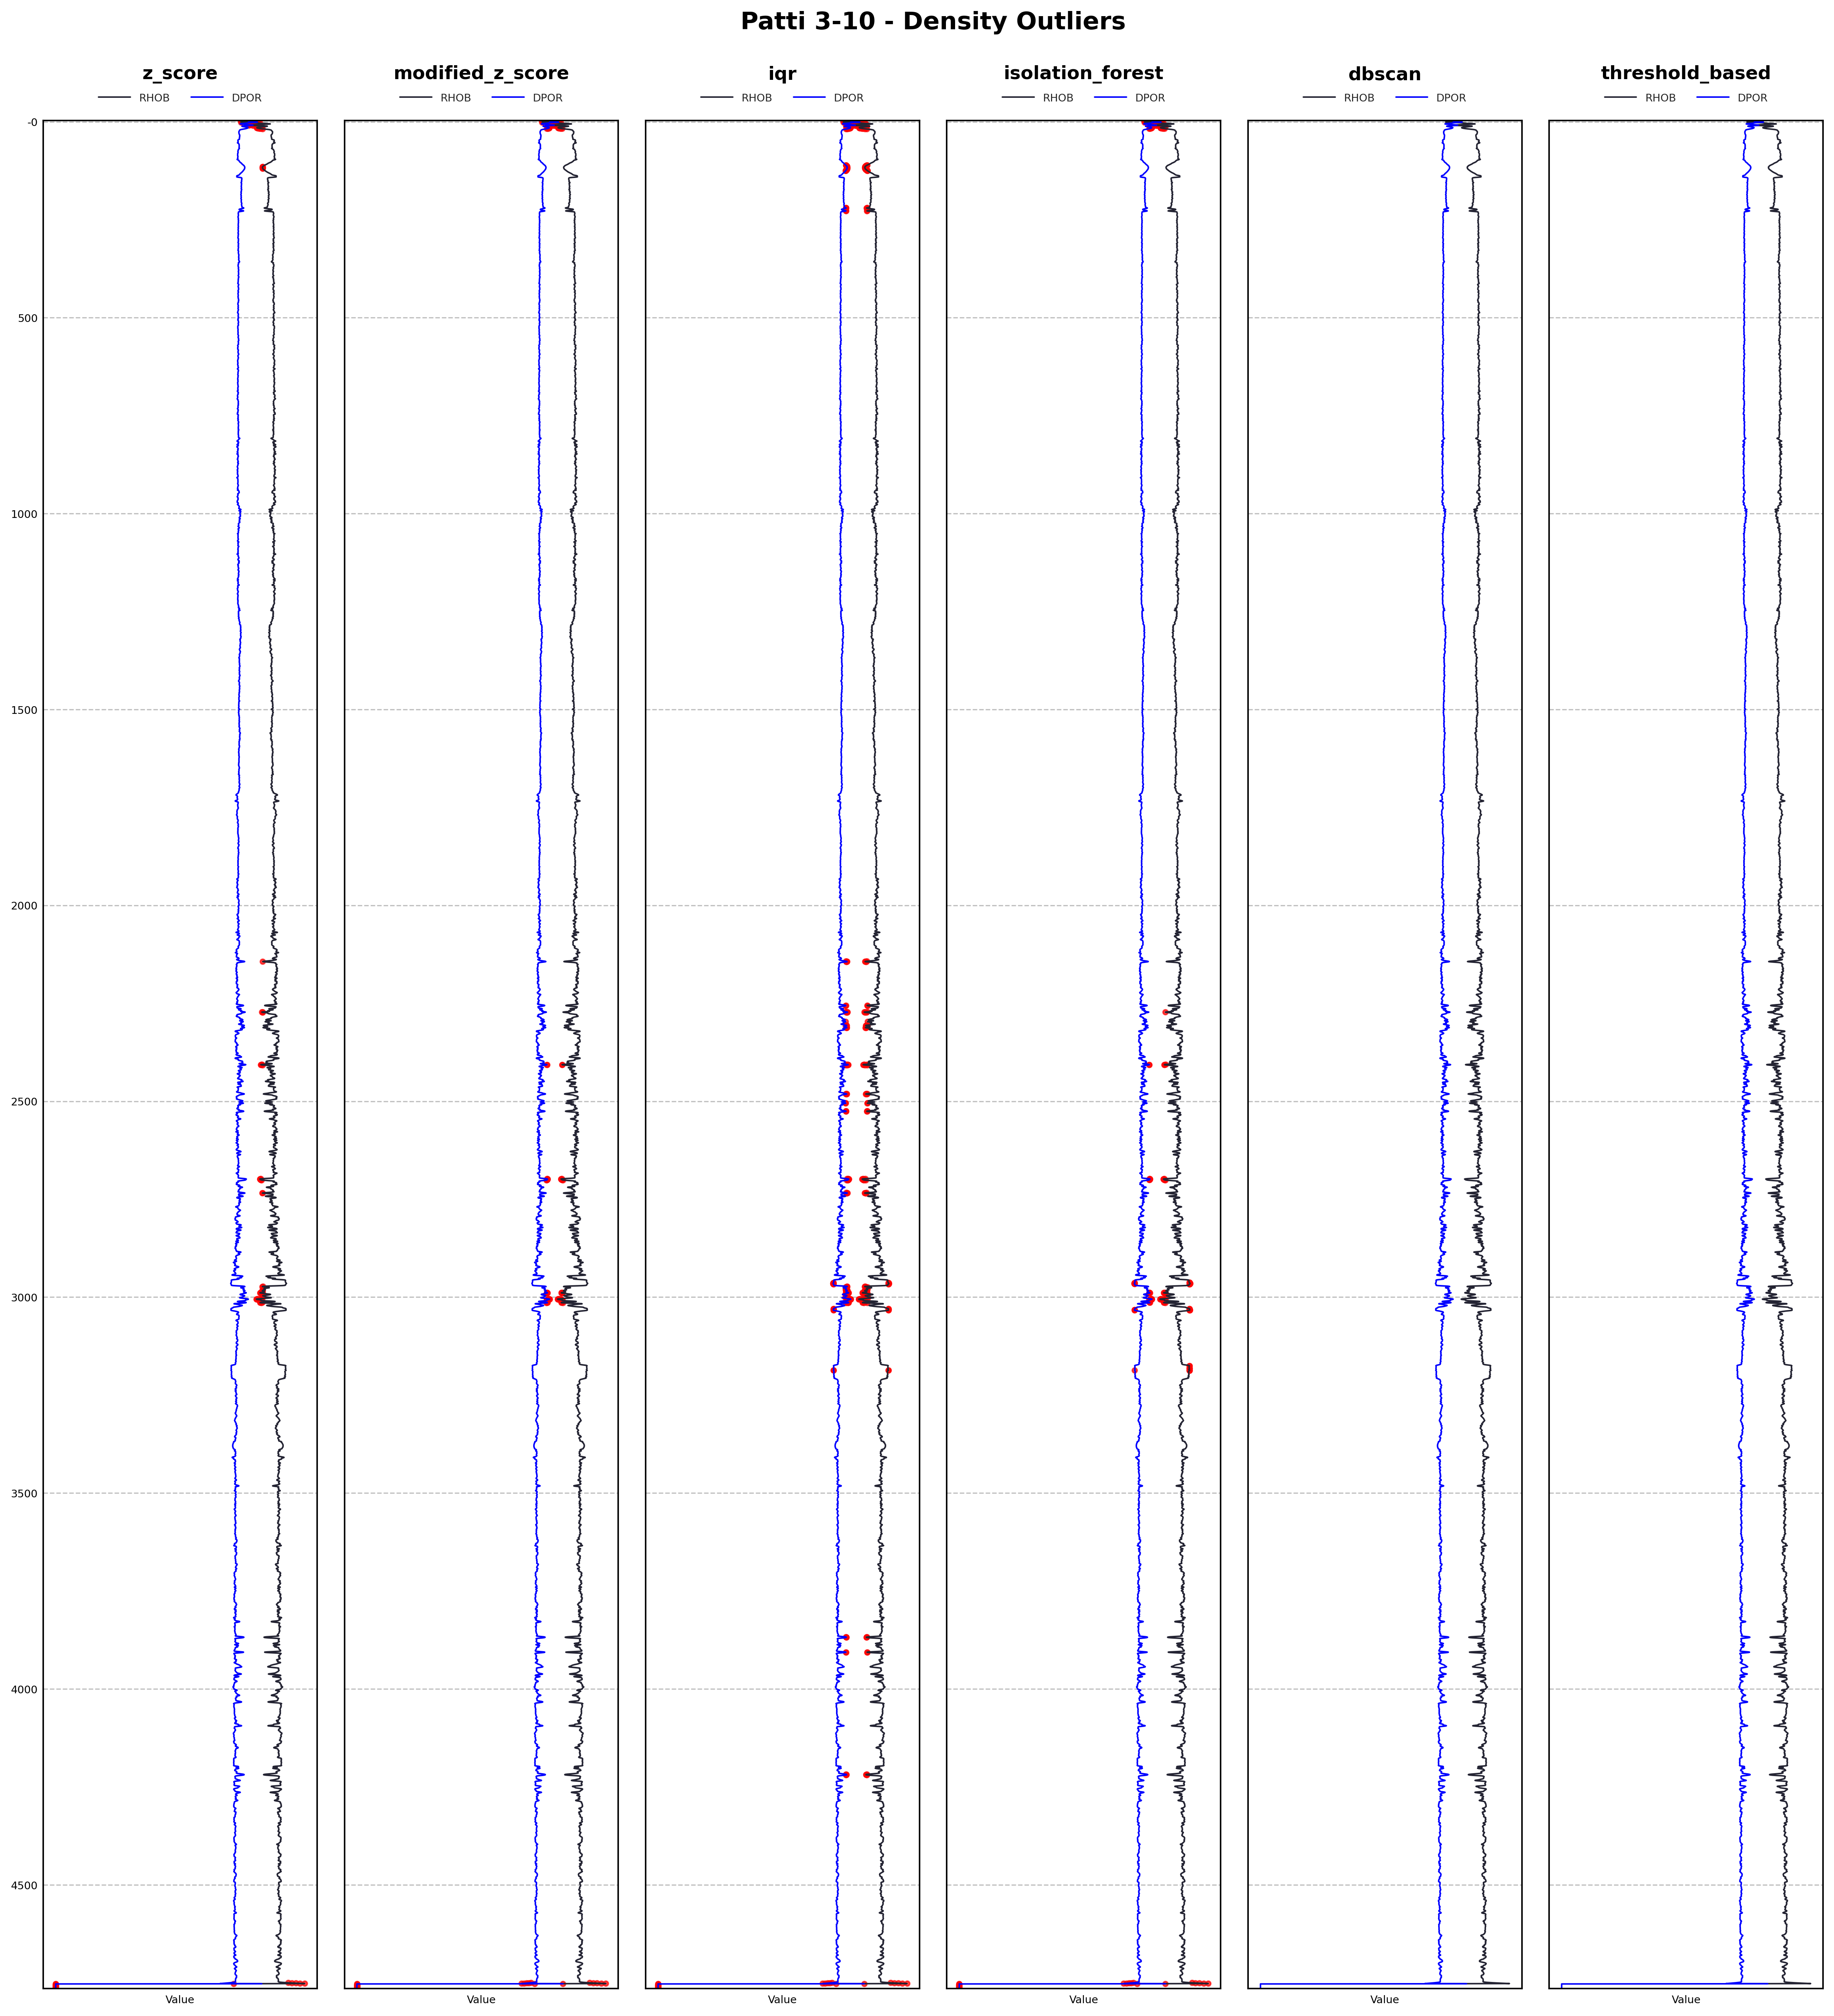 Patti 3-10 - Density Outliers
z_score modified_z_score iqr isolation_forest dbscan threshold_based
RHOB DPOR RHOB DPOR RHOB DPOR RHOB DPOR RHOB DPOR RHOB DPOR
-0
500
1000
1500
2000
2500
3000
3500
4000
4500
Value Value Value Value Value Value